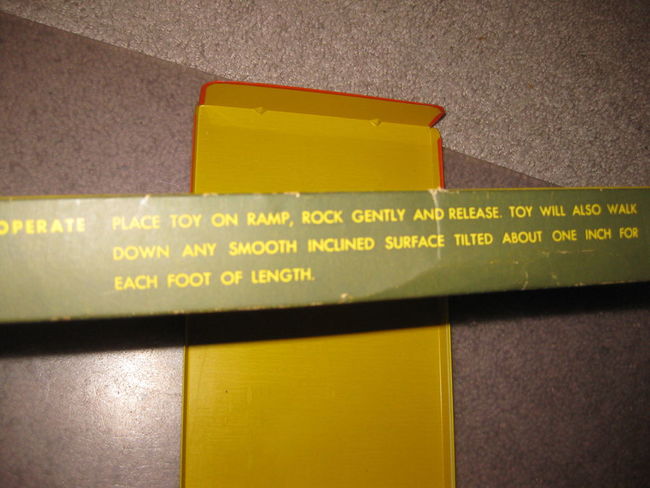 OPERATE PLACE TOY ON RAMP, ROCK GENTLY AND RELEASE. TOY WILL ALSO WALK
DOWN ANY SMOOTH INCLINED SURFACE TILTED ABOUT ONE INCH FOR
EACH FOOT OF LENGTH.